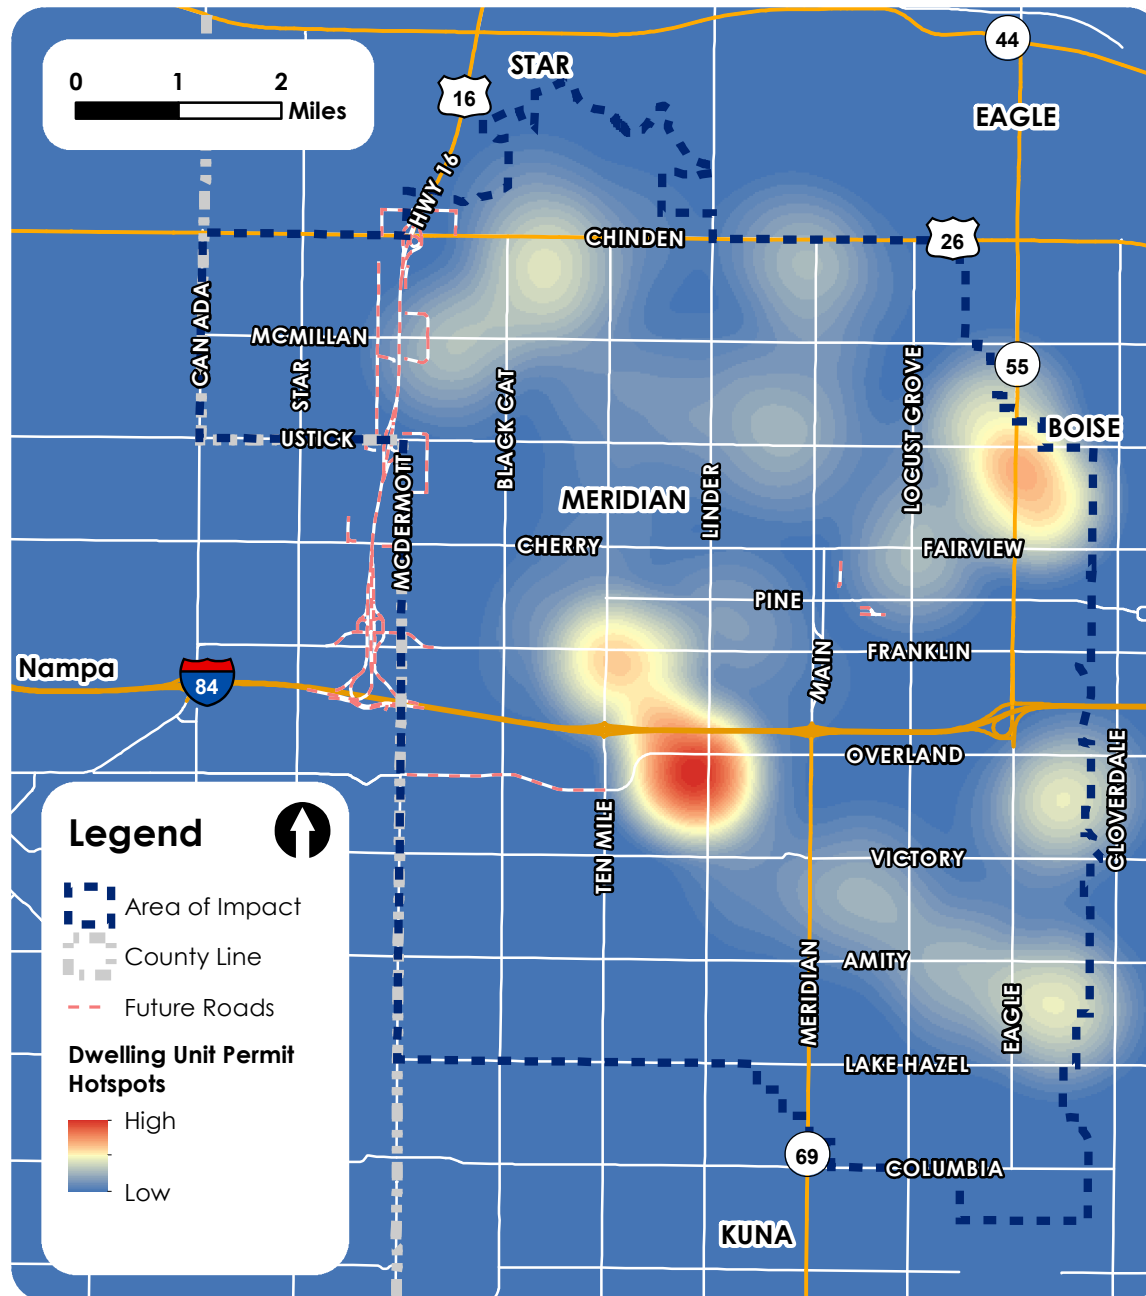 0 1 2
Miles
STAR
44
16
EAGLE
HWY 16
CHINDEN
26
CAN ADA
MCMILLAN
STAR
BLACK CAT
LOCUST GROVE
55
USTICK
BOISE
MCDERMOTT
MERIDIAN
LINDER
CHERRY
FAIRVIEW
PINE
FRANKLIN
MAIN
Nampa
84
OVERLAND
CLOVERDALE
TEN MILE
VICTORY
MERIDIAN
AMITY
EAGLE
LAKE HAZEL
69
COLUMBIA
KUNA
Legend
Area of Impact
County Line
Future Roads
Dwelling Unit Permit
Hotspots
High
Low